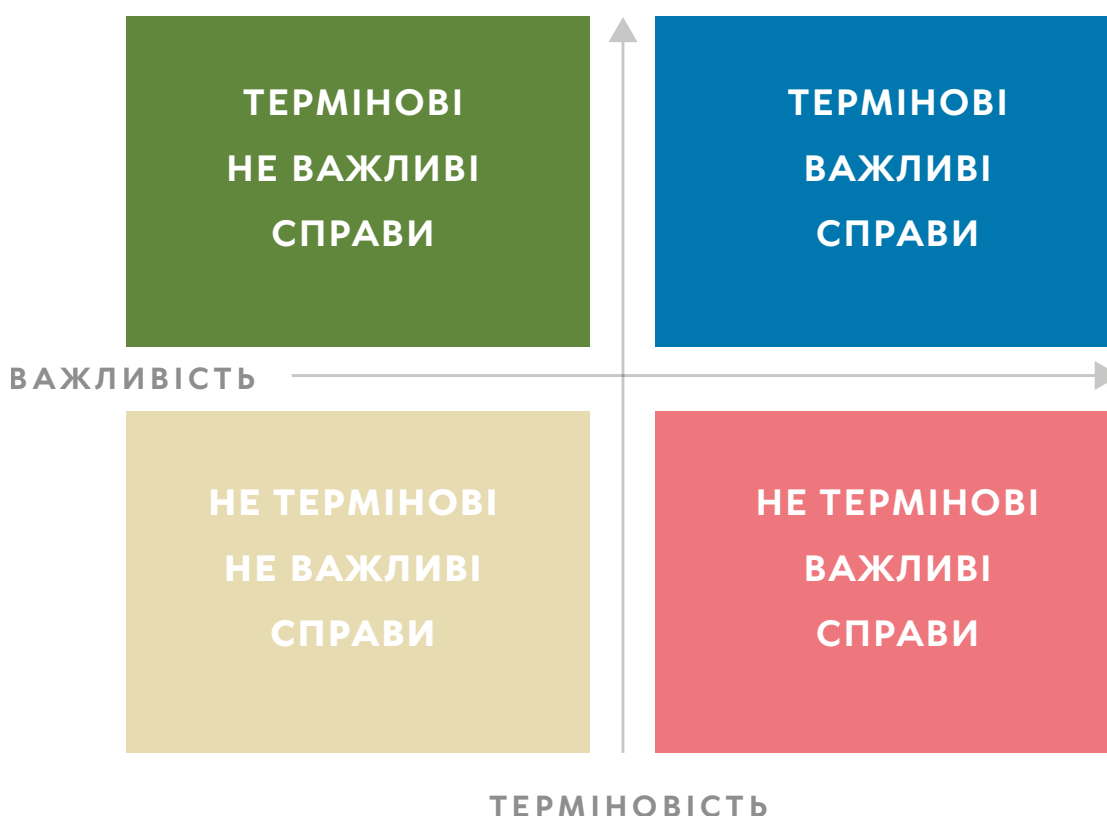 ТЕРМІНОВІ
НЕ ВАЖЛИВІ
СПРАВИ
ТЕРМІНОВІ
ВАЖЛИВІ
СПРАВИ
ВАЖЛИВІСТЬ
НЕ ТЕРМІНОВІ
НЕ ВАЖЛИВІ
СПРАВИ
НЕ ТЕРМІНОВІ
ВАЖЛИВІ
СПРАВИ
ТЕРМІНОВІСТЬ